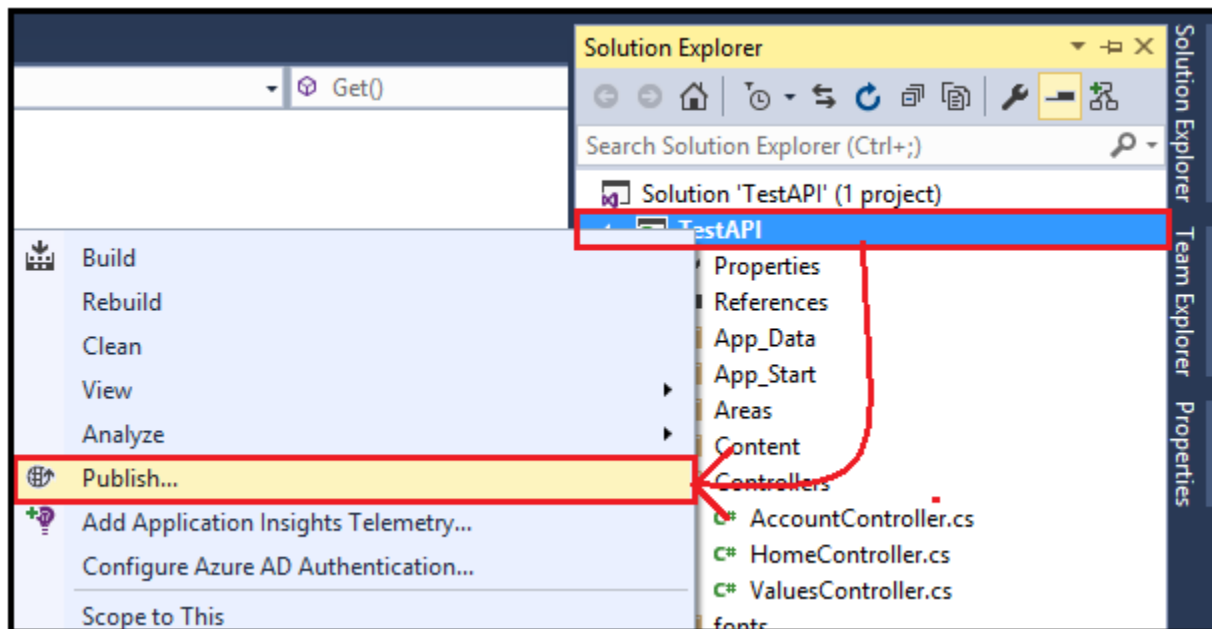 Get()
Solution Explorer
Search Solution Explorer (Ctrl+;)
Solution 'TestAPI' (1 project)
TestAPI
Properties
References
App_Data
App_Start
Areas
Content
Controllers
C# AccountController.cs
C# HomeController.cs
C# ValuesController.cs
fonts
Build
Rebuild
Clean
View
Analyze
Publish...
Add Application Insights Telemetry...
Configure Azure AD Authentication...
Scope to This
Solution Explorer
Team Explorer
Properties